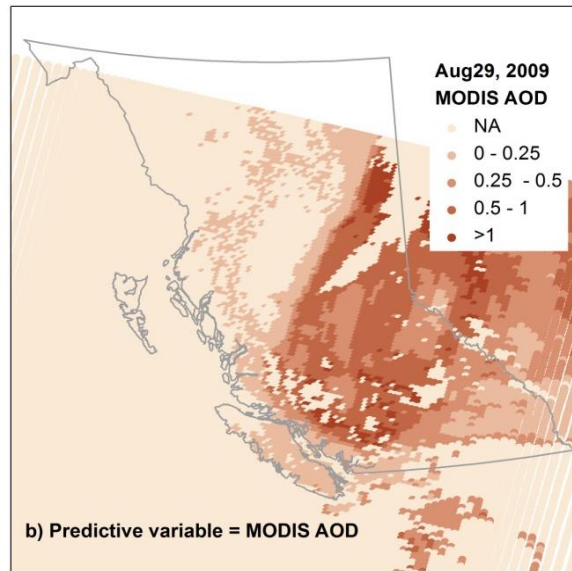 Aug29, 2009
MODIS AOD
NA
0 - 0.25
0.25 - 0.5
0.5 - 1
>1
b) Predictive variable = MODIS AOD